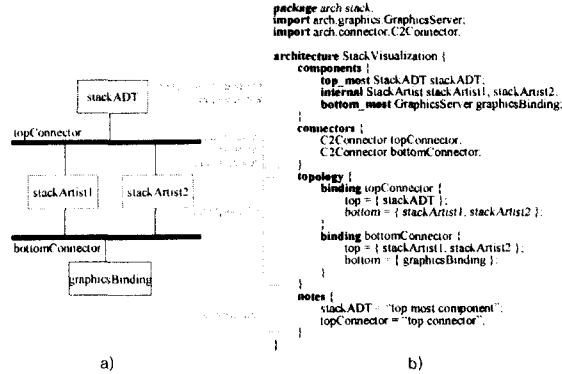 stackADT
topConnector
stackArtist1
stackArtist2
bottomConnector
graphicsBinding
a)
package arch stack.
import arch.graphics.GraphicsServer;
import arch.connector.C2Connector.
architecture StackVisualization {
components {
top_most StackADT stackADT;
internal StackArtist stackArtist1, stackArtist2.
bottom_most GraphicsServer graphicsBinding;
}
connectors {
C2Connector topConnector.
C2Connector bottomConnector.
}
topology {
binding topConnector {
top = { stackADT };
bottom = { stackArtist1, stackArtist2 };
}
binding bottomConnector {
top = { stackArtist1, stackArtist2 };
bottom = { graphicsBinding };
}
}
notes {
stackADT = "top most component";
topConnector = "top connector".
}
}
b)